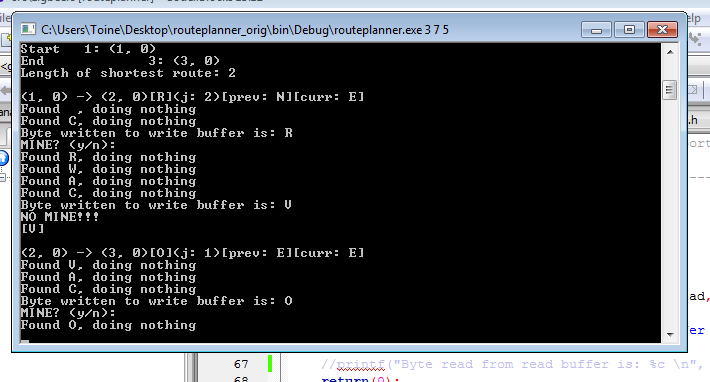 C:\Users\Toine\Desktop\routeplanner_orig\bin\Debug\routeplanner.exe 3 7 5
Start   1: (1, 0)
End             3: (3, 0)
Length of shortest route: 2
(1, 0) -> (2, 0)[R](j: 2)[prev: N][curr: E]
Found  , doing nothing
Found C, doing nothing
Byte written to write buffer is: R
MINE? (y/n):
Found R, doing nothing
Found W, doing nothing
Found A, doing nothing
Found C, doing nothing
Byte written to write buffer is: V
NO MINE!!!
[V]
(2, 0) -> (3, 0)[O](j: 1)[prev: E][curr: E]
Found V, doing nothing
Found A, doing nothing
Found C, doing nothing
Byte written to write buffer is: O
MINE? (y/n):
Found O, doing nothing
elp
.h
port
ad,
er
67 //printf("Byte read from read buffer is: %c \n",
68 return(0);